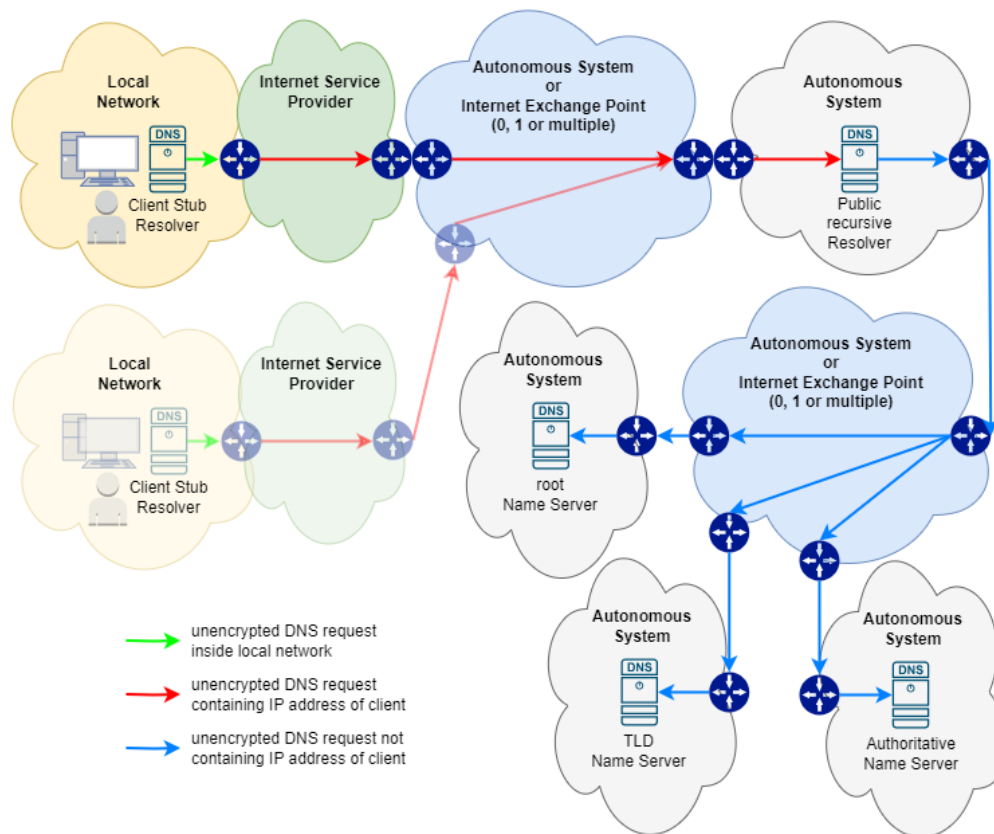 Local
Network
DNS
Client Stub
Resolver
Internet Service
Provider
Autonomous System
or
Internet Exchange Point
(0, 1 or multiple)
Autonomous
System
DNS
Public
recursive
Resolver
Local
Network
DNS
Client Stub
Resolver
Internet Service
Provider
Autonomous
System
DNS
root
Name Server
Autonomous System
or
Internet Exchange Point
(0, 1 or multiple)
Autonomous
System
DNS
TLD
Name Server
Autonomous
System
DNS
Authoritative
Name Server
unencrypted DNS request
inside local network
unencrypted DNS request
containing IP address of client
unencrypted DNS request not
containing IP address of client